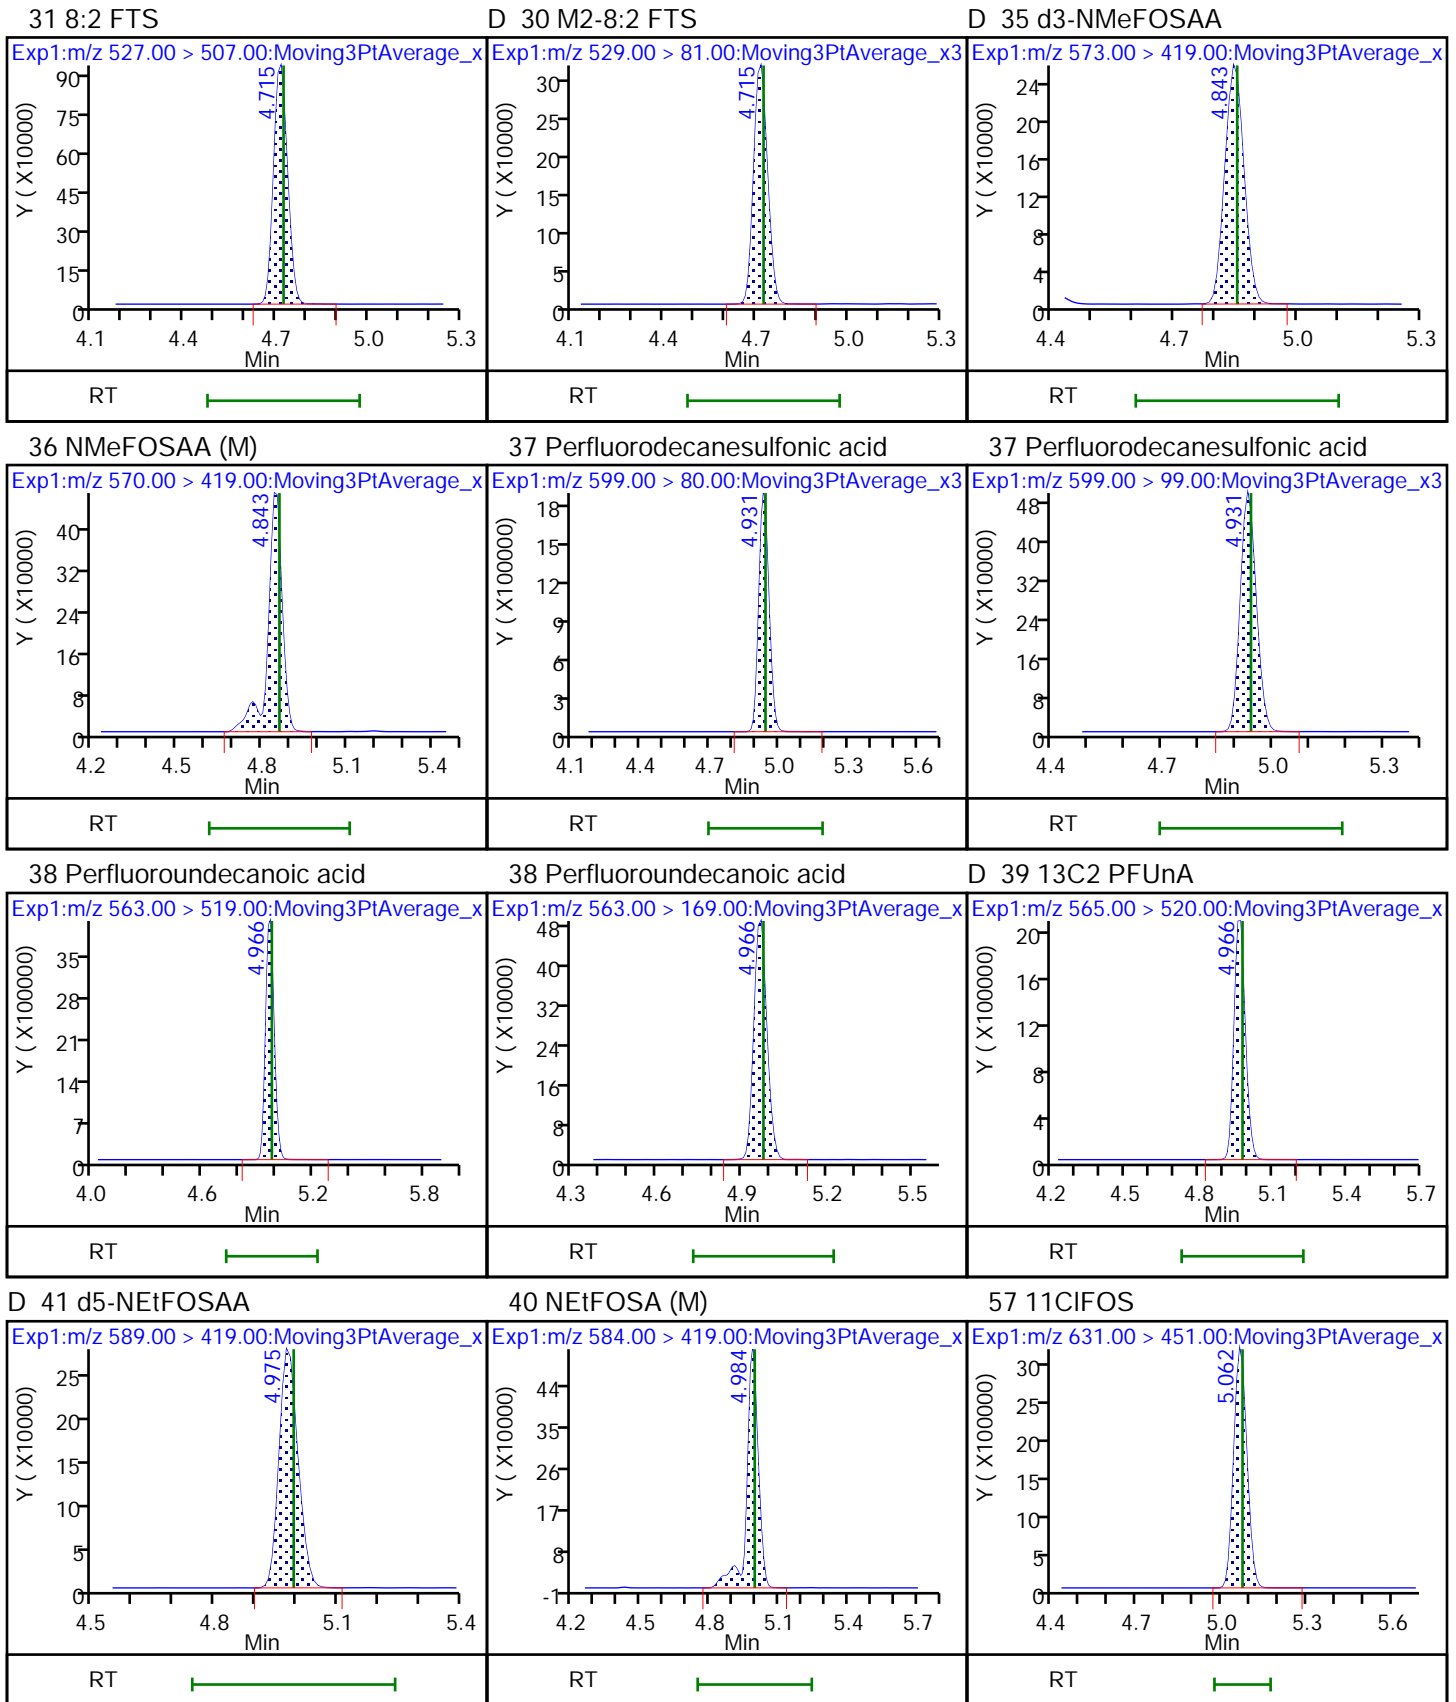 31 8:2 FTS
Exp1:m/z 527.00 > 507.00:Moving3PtAverage_x
4.715
90
75
60
45
30
15
0
Y ( X10000)
4.1 4.4 4.7 5.0 5.3
Min
RT
D 30 M2-8:2 FTS
Exp1:m/z 529.00 > 81.00:Moving3PtAverage_x3
4.715
30
25
20
15
10
5
0
Y ( X10000)
4.1 4.4 4.7 5.0 5.3
Min
RT
D 35 d3-NMeFOSAA
Exp1:m/z 573.00 > 419.00:Moving3PtAverage_x
4.843
24
20
16
12
8
4
0
Y ( X10000)
4.4 4.7 5.0 5.3
Min
RT
36 NMeFOSAA (M)
Exp1:m/z 570.00 > 419.00:Moving3PtAverage_x
4.843
40
32
24
16
8
0
Y ( X10000)
4.2 4.5 4.8 5.1 5.4
Min
RT
37 Perfluorodecanesulfonic acid
Exp1:m/z 599.00 > 80.00:Moving3PtAverage_x3
4.931
18
15
12
9
6
3
0
Y ( X100000)
4.1 4.4 4.7 5.0 5.3 5.6
Min
RT
37 Perfluorodecanesulfonic acid
Exp1:m/z 599.00 > 99.00:Moving3PtAverage_x3
4.931
48
40
32
24
16
8
0
Y ( X10000)
4.4 4.7 5.0 5.3
Min
RT
38 Perfluoroundecanoic acid
Exp1:m/z 563.00 > 519.00:Moving3PtAverage_x
4.966
35
28
21
14
7
0
Y ( X100000)
4.0 4.6 5.2 5.8
Min
RT
38 Perfluoroundecanoic acid
Exp1:m/z 563.00 > 169.00:Moving3PtAverage_x
4.966
48
40
32
24
16
8
0
Y ( X10000)
4.3 4.6 4.9 5.2 5.5
Min
RT
D 39 13C2 PFUnA
Exp1:m/z 565.00 > 520.00:Moving3PtAverage_x
4.966
20
16
12
8
4
0
Y ( X100000)
4.2 4.5 4.8 5.1 5.4 5.7
Min
RT
D 41 d5-NEtFOSAA
Exp1:m/z 589.00 > 419.00:Moving3PtAverage_x
4.975
25
20
15
10
5
0
Y ( X10000)
4.5 4.8 5.1 5.4
Min
RT
40 NEtFOSA (M)
Exp1:m/z 584.00 > 419.00:Moving3PtAverage_x
4.984
44
35
26
17
8
-1
Y ( X10000)
4.2 4.5 4.8 5.1 5.4 5.7
Min
RT
57 11ClFOS
Exp1:m/z 631.00 > 451.00:Moving3PtAverage_x
5.062
30
25
20
15
10
5
0
Y ( X100000)
4.4 4.7 5.0 5.3 5.6
Min
RT